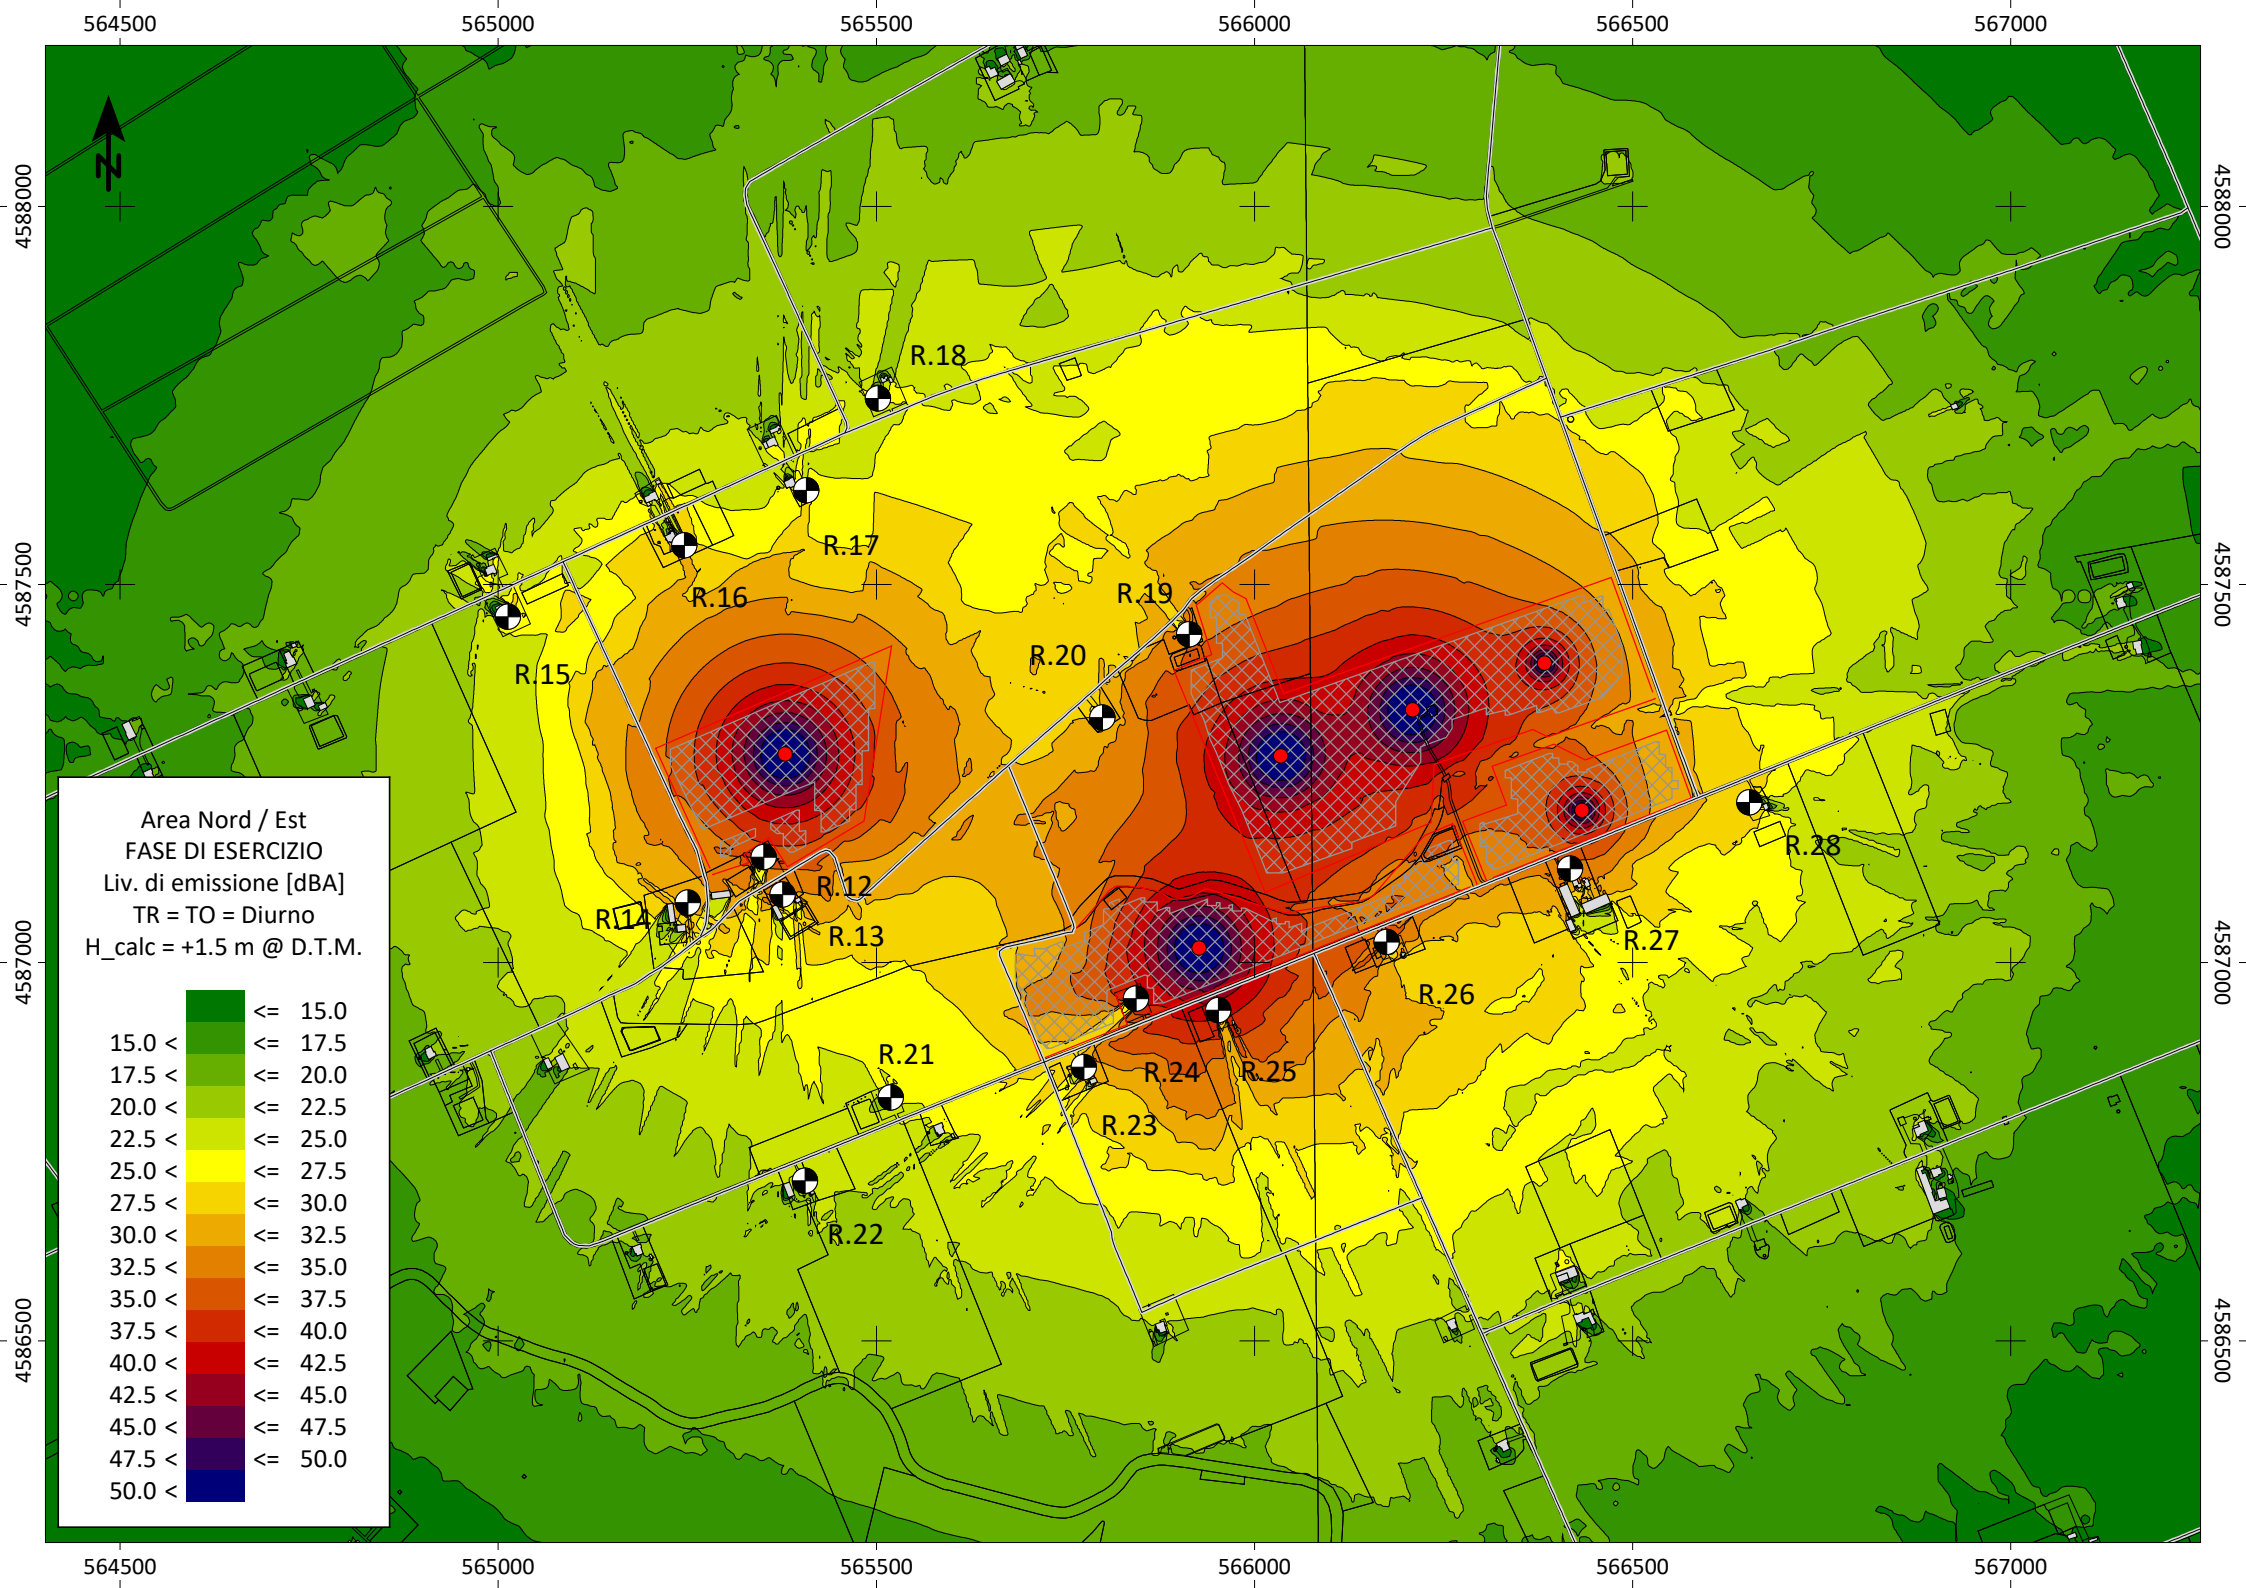 564500 565000 565500 566000 566500 567000
N
4588000 4588000
R.18
R.17
4587500 4587500
R.16
R.19
R.20
R.15
R.28
R.12
R.14
R.13
R.27
4587000 4587000
R.26
R.21
R.24 R.25
R.23
R.22
4586500 4586500
Area Nord / Est
FASE DI ESERCIZIO
Liv. di emissione [dBA]
TR = TO = Diurno
H_calc = +1.5 m @ D.T.M.
<= 15.0
15.0 < <= 17.5
17.5 < <= 20.0
20.0 < <= 22.5
22.5 < <= 25.0
25.0 < <= 27.5
27.5 < <= 30.0
30.0 < <= 32.5
32.5 < <= 35.0
35.0 < <= 37.5
37.5 < <= 40.0
40.0 < <= 42.5
42.5 < <= 45.0
45.0 < <= 47.5
47.5 < <= 50.0
50.0 <
564500 565000 565500 566000 566500 567000